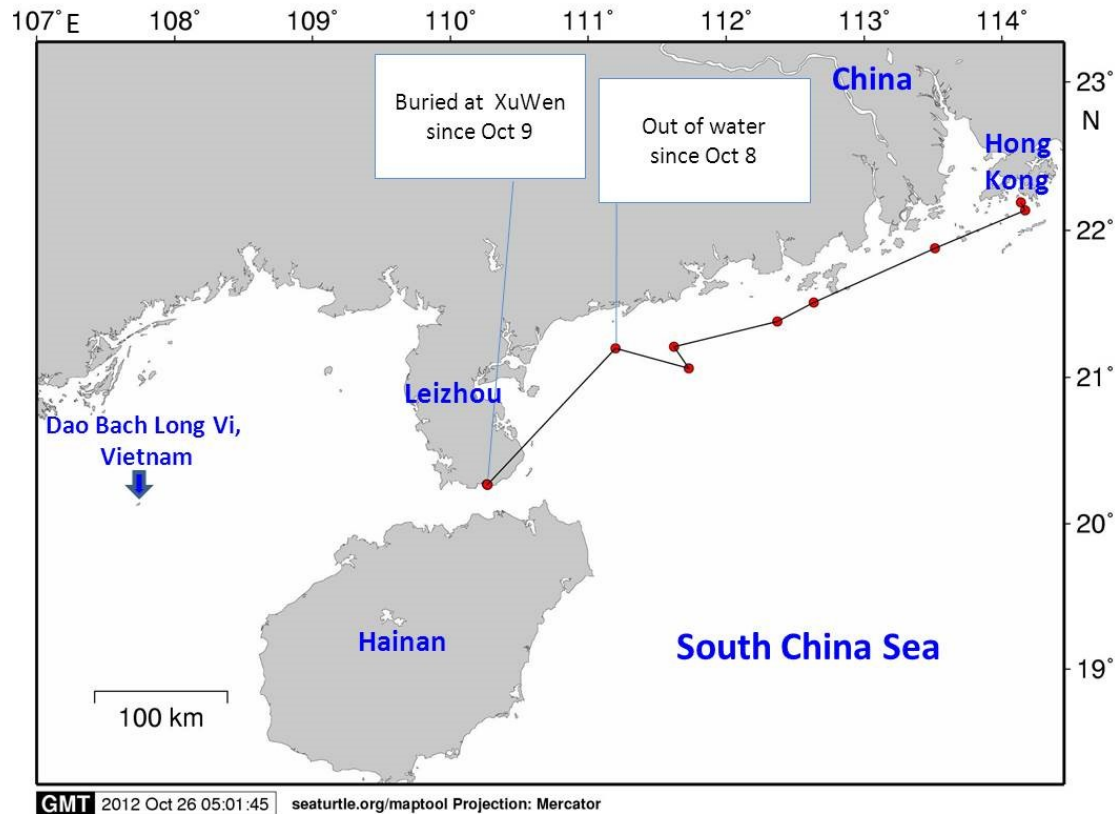 107° E 108° 109° 110° 111° 112° 113° 114°
Buried at XuWen
since Oct 9
Out of water
since Oct 8
China
23°
N
Hong
Kong
22°
21°
Leizhou
Dao Bach Long Vi,
Vietnam
20°
Hainan
South China Sea
19°
100 km
GMT 2012 Oct 26 05:01:45 seaturtle.org/maptool Projection: Mercator